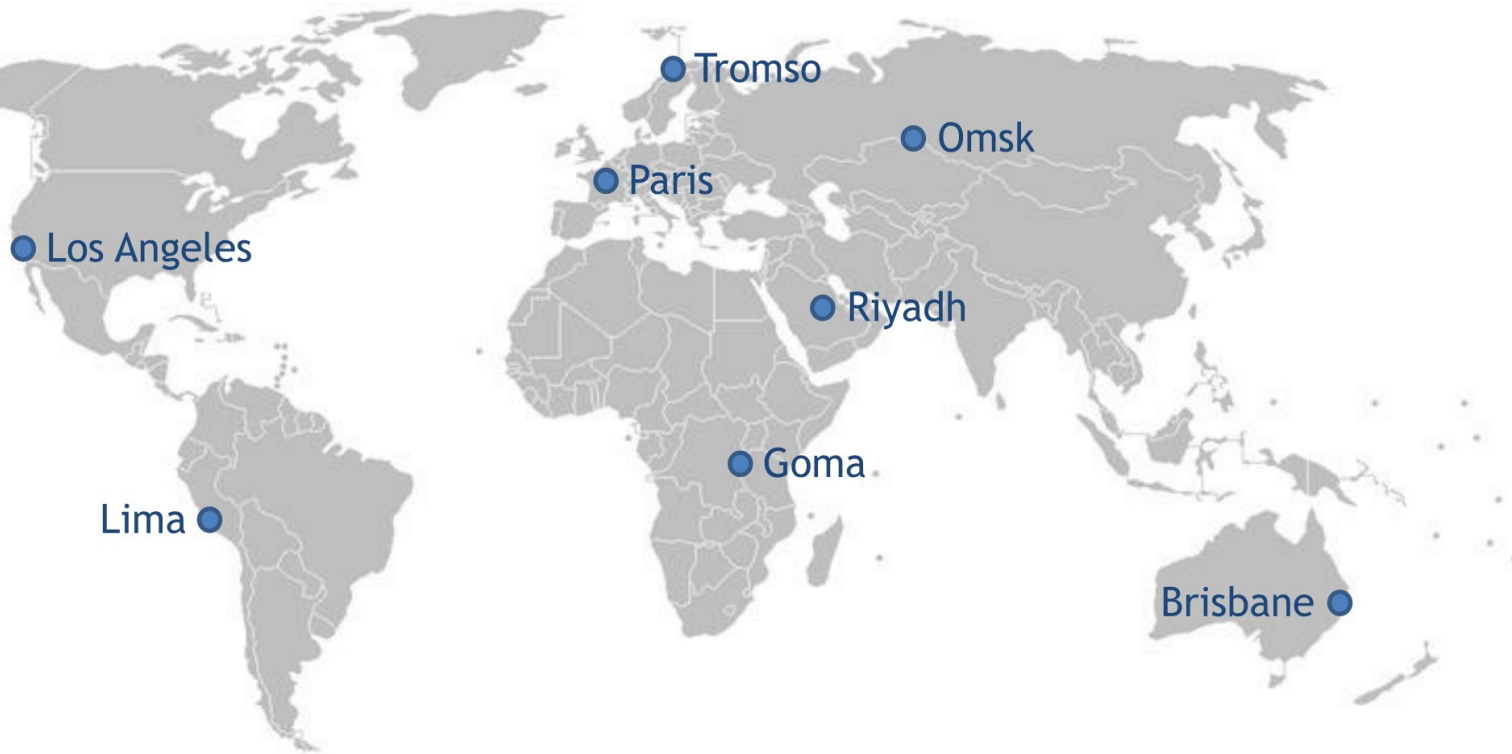 Tromso
Omsk
Paris
Los Angeles
Riyadh
Goma
Lima
Brisbane